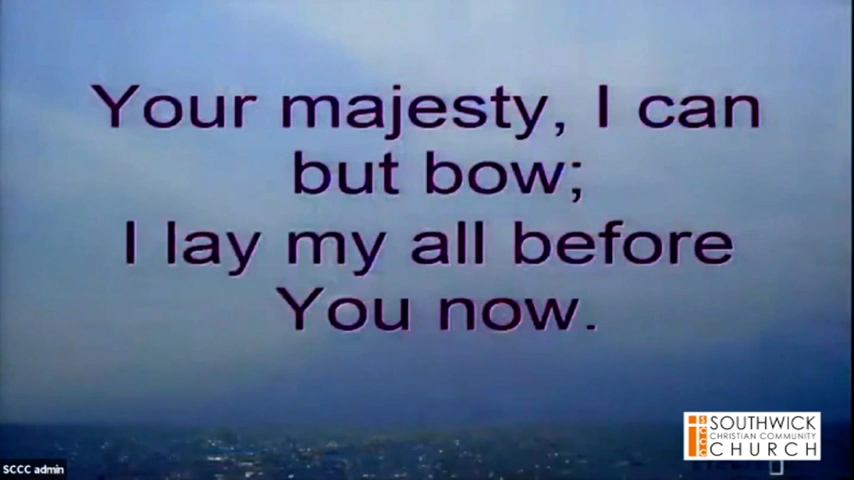 Your majesty, I can
but bow;
I lay my all before
You now.
SCCC admin
SCCC
SOUTHWICK
CHRISTIAN COMMUNITY
CHURCH